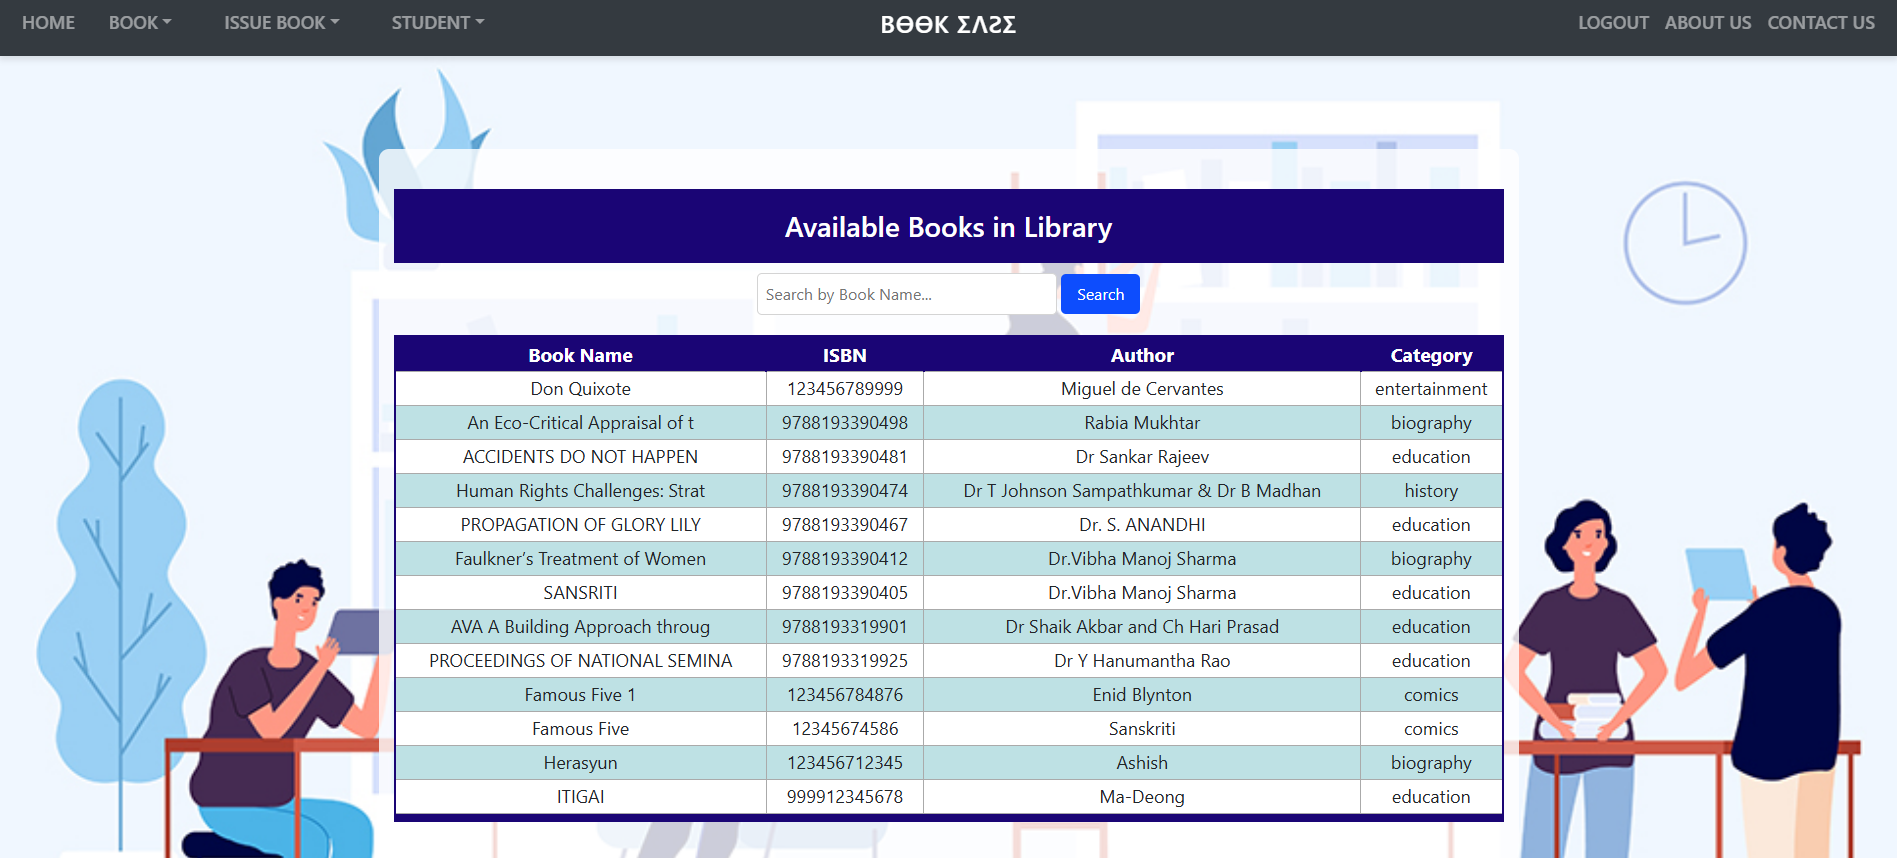 HOME BOOK ISSUE BOOK STUDENT BѲѲK ΣΛƧΣ LOGOUT ABOUT US CONTACT US
Available Books in Library
Search by Book Name... Search
Book Name ISBN Author Category
Don Quixote 123456789999 Miguel de Cervantes entertainment
An Eco-Critical Appraisal of t 9788193390498 Rabia Mukhtar biography
ACCIDENTS DO NOT HAPPEN 9788193390481 Dr Sankar Rajeev education
Human Rights Challenges: Strat 9788193390474 Dr T Johnson Sampathkumar & Dr B Madhan history
PROPAGATION OF GLORY LILY 9788193390467 Dr. S. ANANDHI education
Faulkner’s Treatment of Women 9788193390412 Dr.Vibha Manoj Sharma biography
SANSRITI 9788193390405 Dr.Vibha Manoj Sharma education
AVA A Building Approach throug 9788193319901 Dr Shaik Akbar and Ch Hari Prasad education
PROCEEDINGS OF NATIONAL SEMINA 9788193319925 Dr Y Hanumantha Rao education
Famous Five 1 123456784876 Enid Blynton comics
Famous Five 12345674586 Sanskriti comics
Herasyun 123456712345 Ashish biography
ITIGAI 999912345678 Ma-Deong education